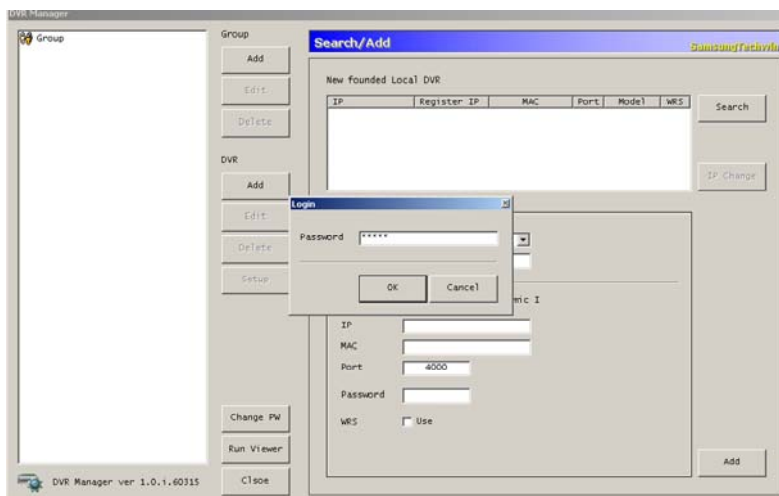 DVR Manager
Group
Group
Add
Edit
Delete
DVR
Add
Edit
Delete
Setup
Change PW
Run Viewer
Clsoe
DVR Manager ver 1.0.1.60315
Search/Add
SamsungTechwin
New founded Local DVR
IP Register IP MAC Port Model WRS
Search
IP Change
Login
Password *****
OK Cancel
mic I
IP
MAC
Port 4000
Password
WRS Use
Add